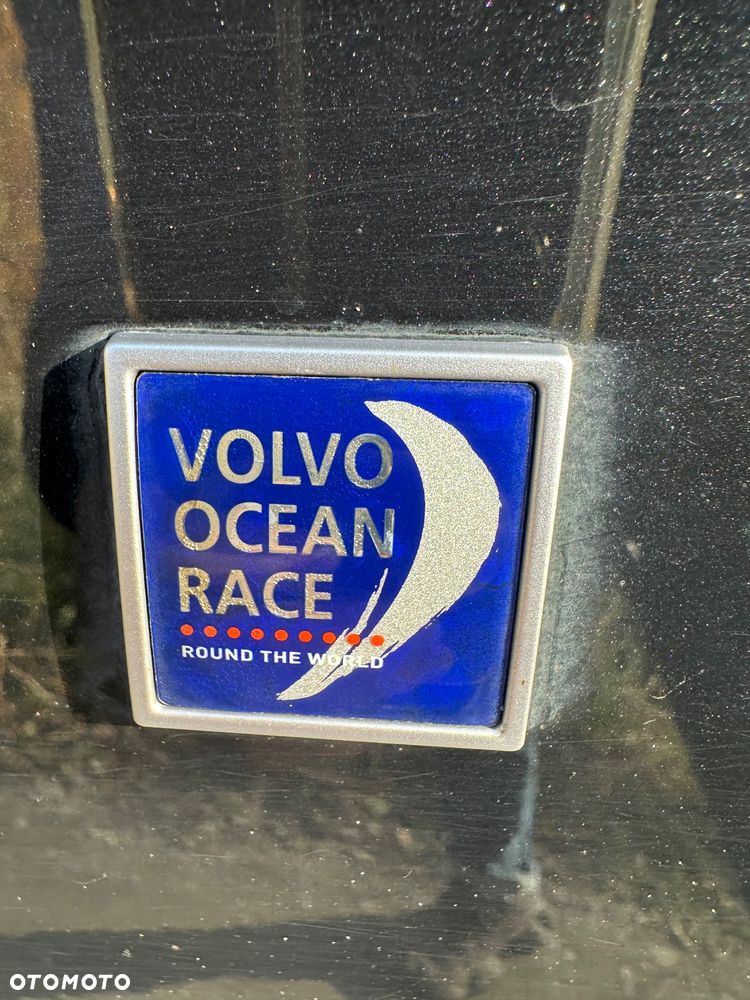 VOLVO
OCEAN
RACE
ROUND THE WORLD
OTOMOTO